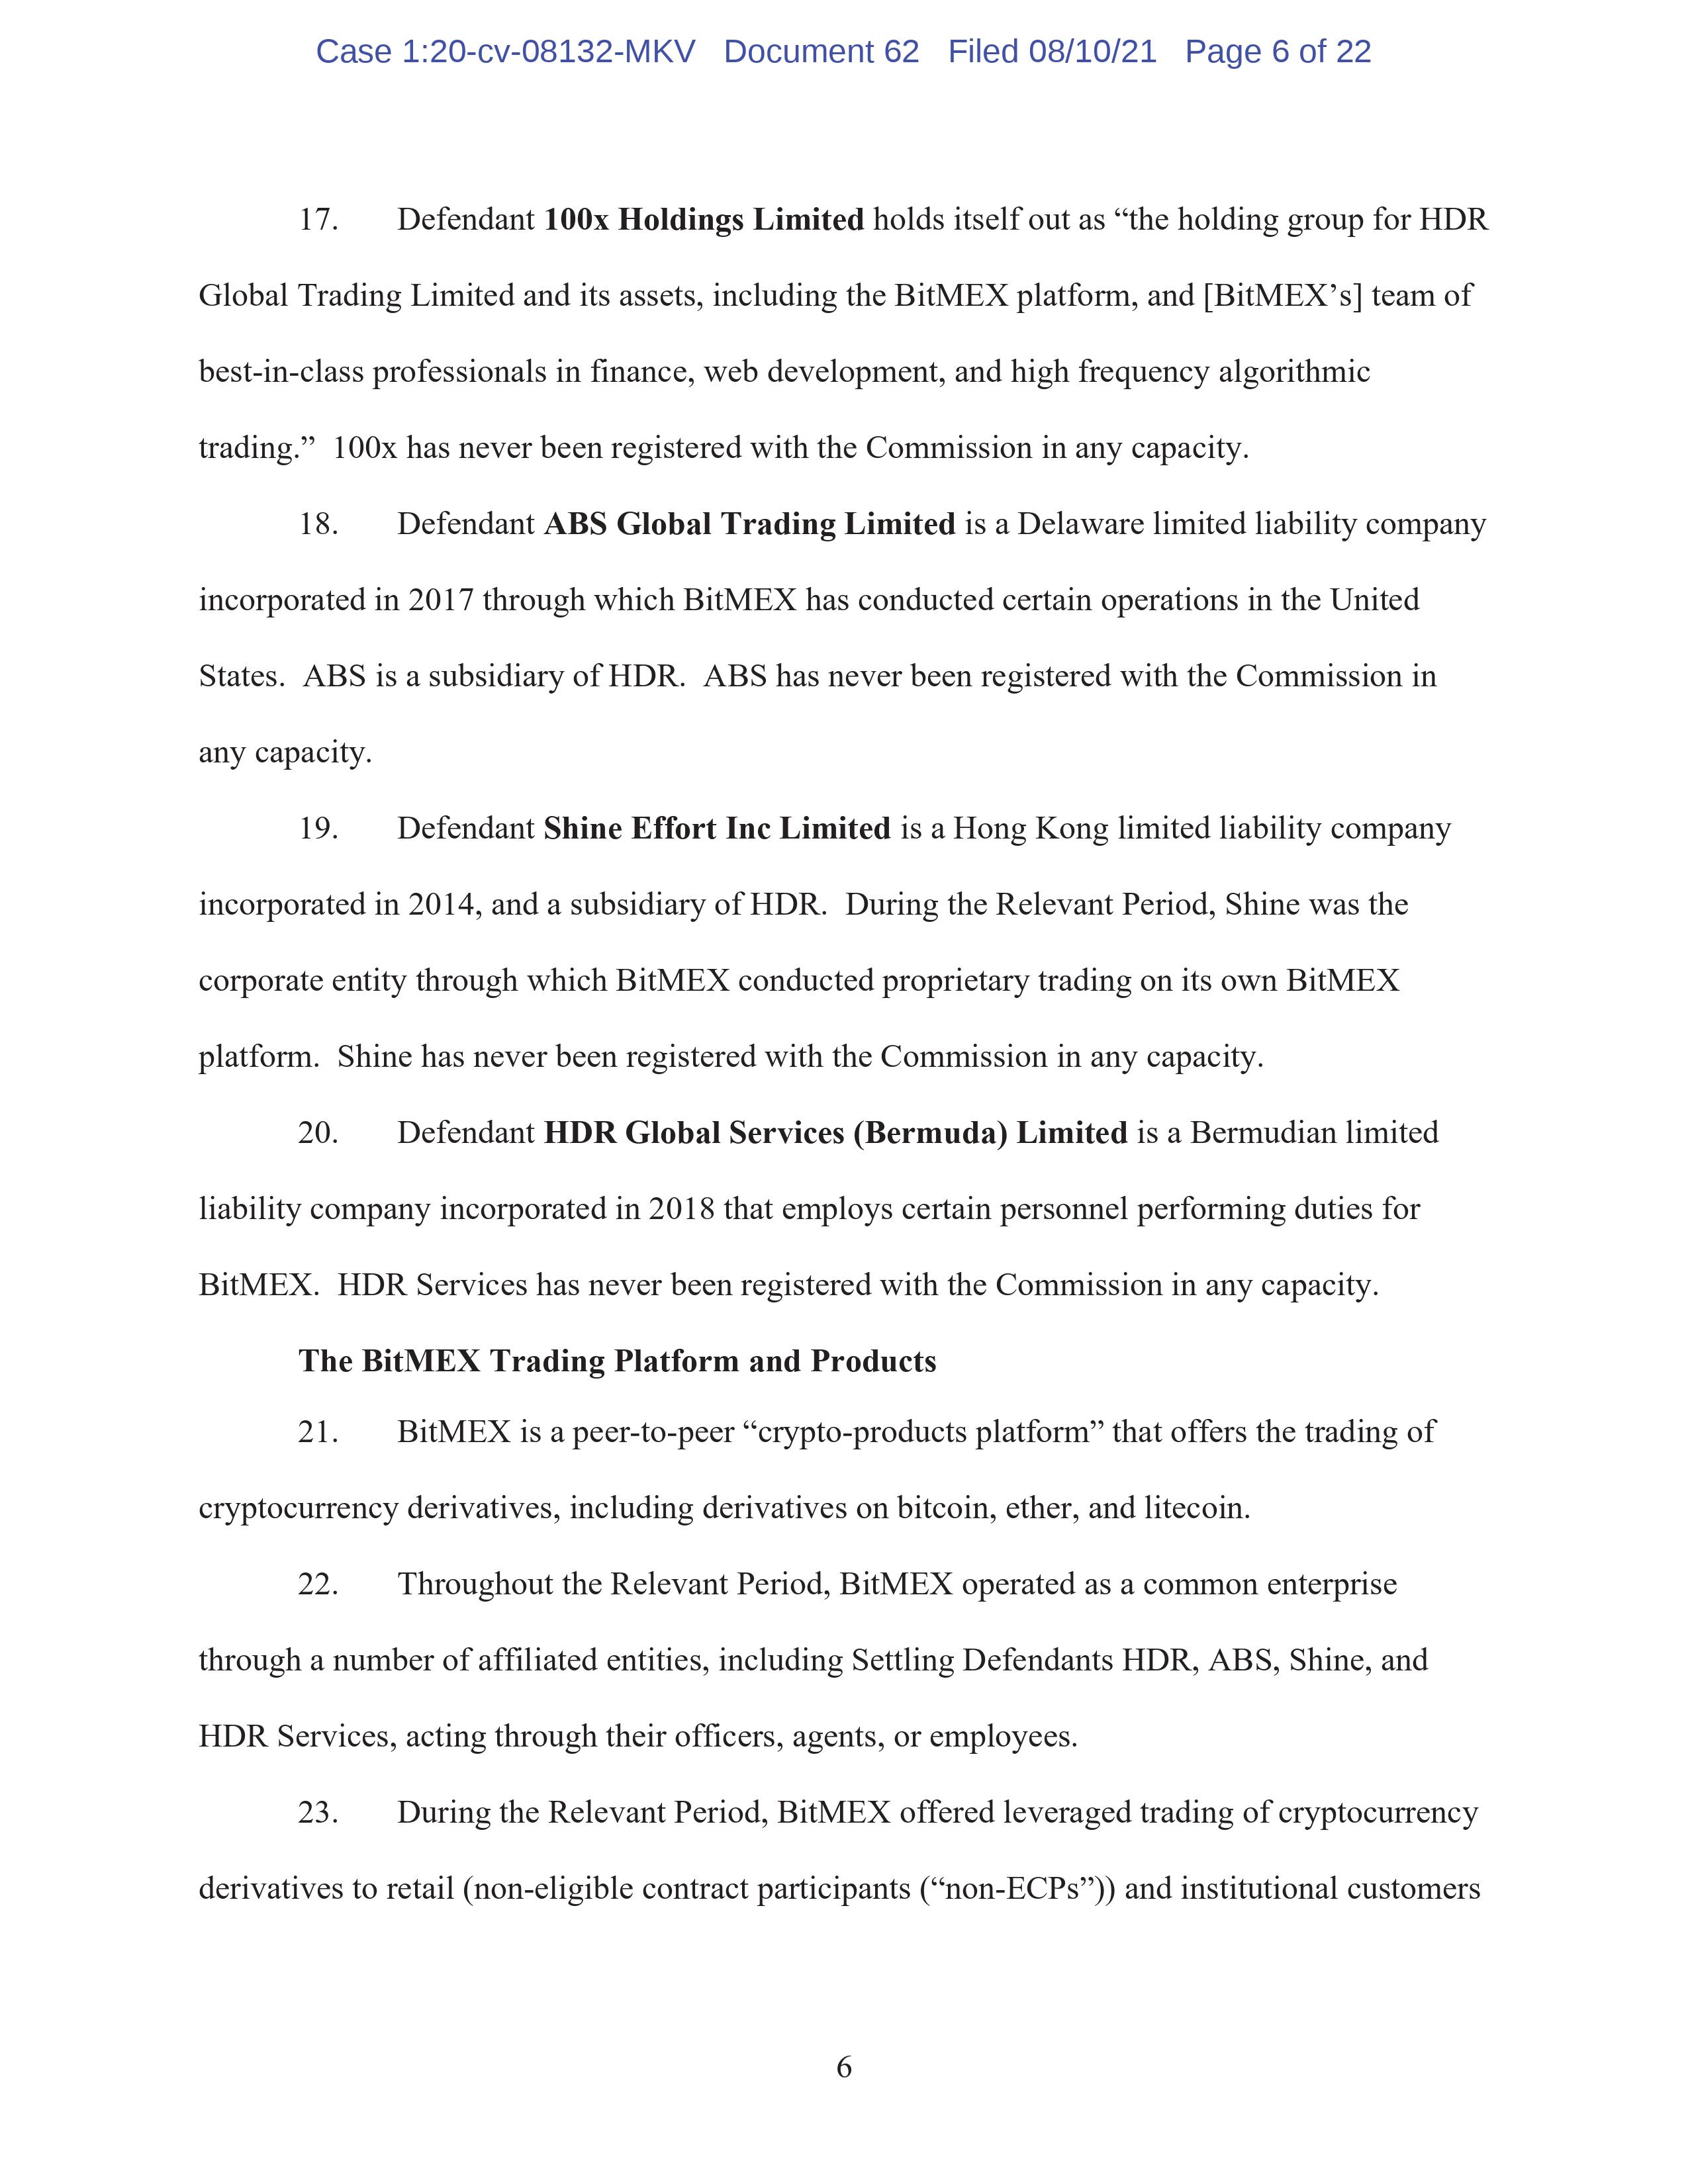 Case 1:20-cv-08132-MKV Document 62 Filed 08/10/21 Page 6 of 22
17. Defendant 100x Holdings Limited holds itself out as “the holding group for HDR
Global Trading Limited and its assets, including the BitMEX platform, and [BitMEX’s] team of
best-in-class professionals in finance, web development, and high frequency algorithmic
trading.” 100x has never been registered with the Commission in any capacity.
18. Defendant ABS Global Trading Limited is a Delaware limited liability company
incorporated in 2017 through which BitMEX has conducted certain operations in the United
States. ABS is a subsidiary of HDR. ABS has never been registered with the Commission in
any capacity.
19. Defendant Shine Effort Inc Limited is a Hong Kong limited liability company
incorporated in 2014, and a subsidiary of HDR. During the Relevant Period, Shine was the
corporate entity through which BitMEX conducted proprietary trading on its own BitMEX
platform. Shine has never been registered with the Commission in any capacity.
20. Defendant HDR Global Services (Bermuda) Limited is a Bermudian limited
liability company incorporated in 2018 that employs certain personnel performing duties for
BitMEX. HDR Services has never been registered with the Commission in any capacity.
The BitMEX Trading Platform and Products
21. BitMEX is a peer-to-peer “crypto-products platform” that offers the trading of
cryptocurrency derivatives, including derivatives on bitcoin, ether, and litecoin.
22. Throughout the Relevant Period, BitMEX operated as a common enterprise
through a number of affiliated entities, including Settling Defendants HDR, ABS, Shine, and
HDR Services, acting through their officers, agents, or employees.
23. During the Relevant Period, BitMEX offered leveraged trading of cryptocurrency
derivatives to retail (non-eligible contract participants (“non-ECPs”)) and institutional customers
6